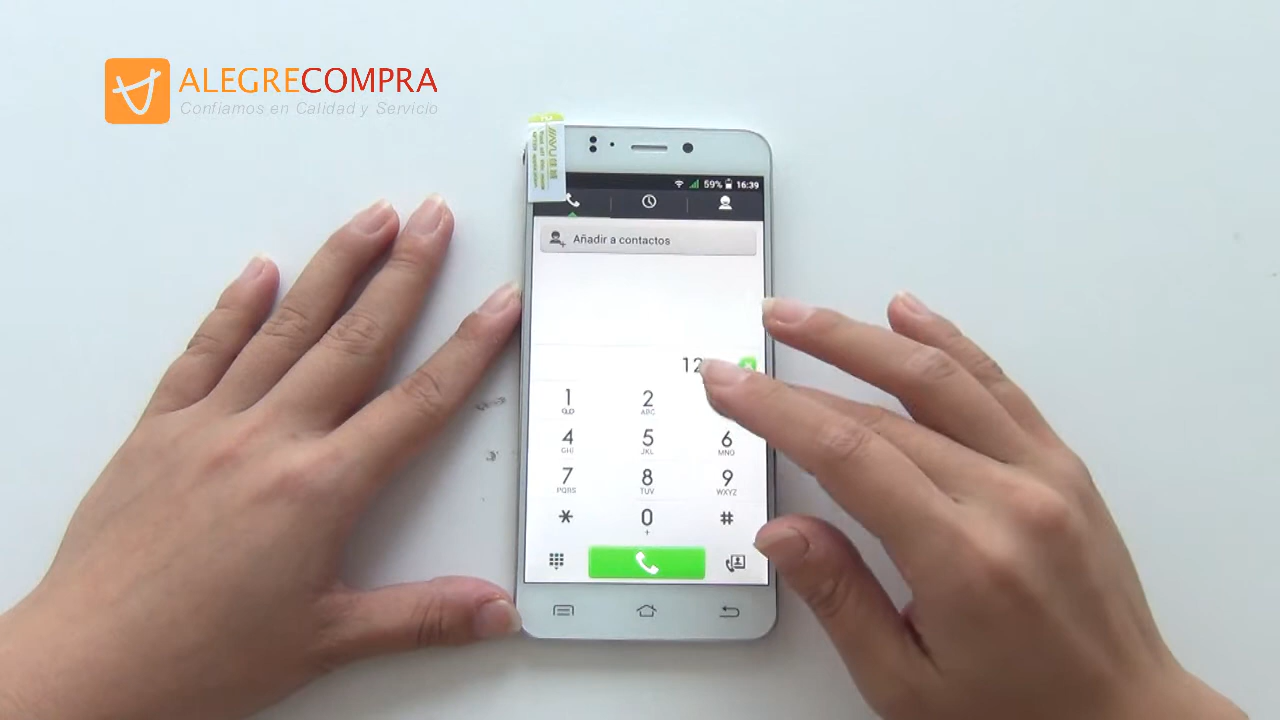 ALEGRECOMPRA
Confiamos en Calidad y Servicio
59% 16:39
Añadir a contactos
12
1 2
ABC
4 5 6
GHI JKL MNO
7 8 9
PQRS TUV WXYZ
* 0 #
+